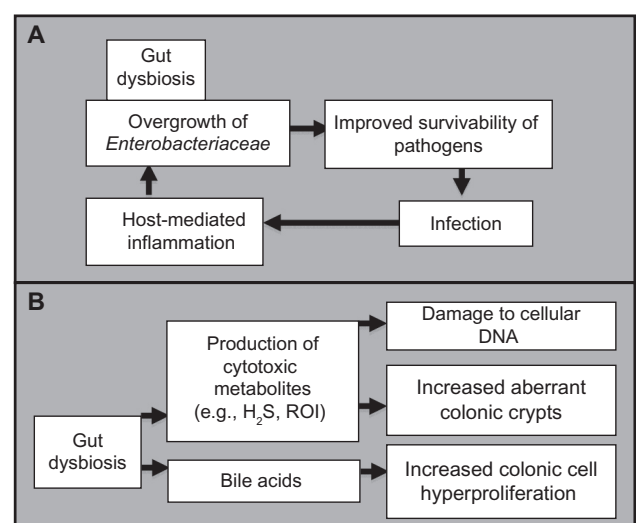 A
Gut
dysbiosis
Overgrowth of
Enterobacteriaceae
Improved survivability of
pathogens
Host-mediated
inflammation
Infection
B
Production of
cytotoxic
metabolites
(e.g., H₂S, ROI)
Damage to cellular
DNA
Increased aberrant
colonic crypts
Gut
dysbiosis
Bile acids
Increased colonic cell
hyperproliferation